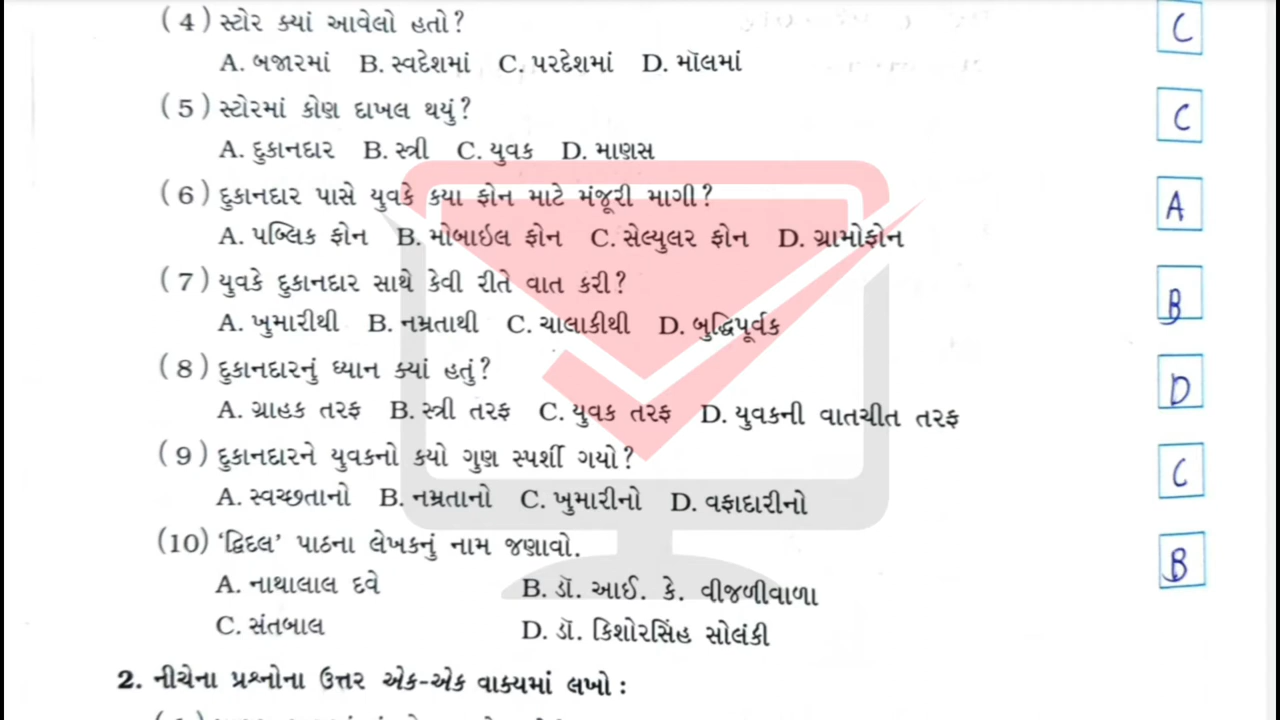 (4) સ્ટોર ક્યાં આવેલો હતો? C
A. બજારમાં B. સ્વદેશમાં C. પરદેશમાં D. મૉલમાં
(5) સ્ટોરમાં કોણ દાખલ થયું? C
A. દુકાનદાર B. સ્ત્રી C. યુવક D. માણસ
(6) દુકાનદાર પાસે યુવકે કયા ફોન માટે મંજૂરી માગી? A
A. પબ્લિક ફોન B. મોબાઇલ ફોન C. સેલ્યુલર ફોન D. ગ્રામોફોન
(7) યુવકે દુકાનદાર સાથે કેવી રીતે વાત કરી? B
A. ખુમારીથી B. નમ્રતાથી C. ચાલાકીથી D. બુદ્ધિપૂર્વક
(8) દુકાનદારનું ધ્યાન ક્યાં હતું? D
A. ગ્રાહક તરફ B. સ્ત્રી તરફ C. યુવક તરફ D. યુવકની વાતચીત તરફ
(9) દુકાનદારને યુવકનો કયો ગુણ સ્પર્શી ગયો? C
A. સ્વચ્છતાનો B. નમ્રતાનો C. ખુમારીનો D. વફાદારીનો
(10) ‘દ્વિદલ’ પાઠના લેખકનું નામ જણાવો. B
A. નાથાલાલ દવે B. ડૉ. આઈ. કે. વીજળીવાળા
C. સંતબાલ D. ડૉ. કિશોરસિંહ સોલંકી
2. નીચેના પ્રશ્નોના ઉત્તર એક-એક વાક્યમાં લખો :